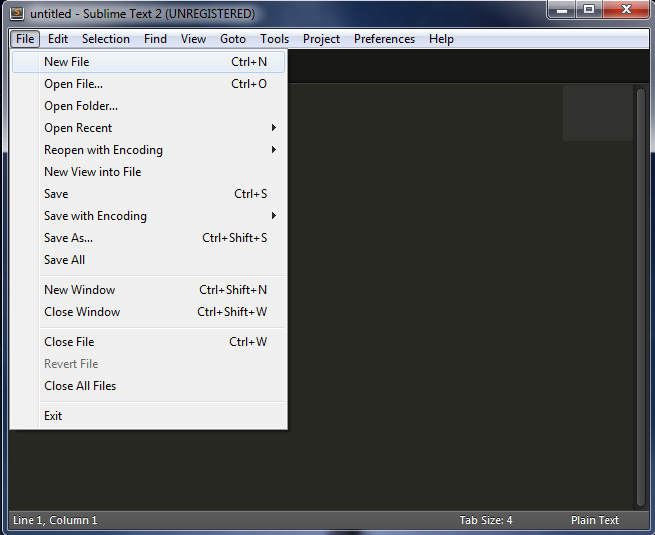 untitled - Sublime Text 2 (UNREGISTERED)
File Edit Selection Find View Goto Tools Project Preferences Help
New File Ctrl+N
Open File... Ctrl+O
Open Folder...
Open Recent
Reopen with Encoding
New View into File
Save Ctrl+S
Save with Encoding
Save As... Ctrl+Shift+S
Save All
New Window Ctrl+Shift+N
Close Window Ctrl+Shift+W
Close File Ctrl+W
Revert File
Close All Files
Exit
Line 1, Column 1 Tab Size: 4 Plain Text